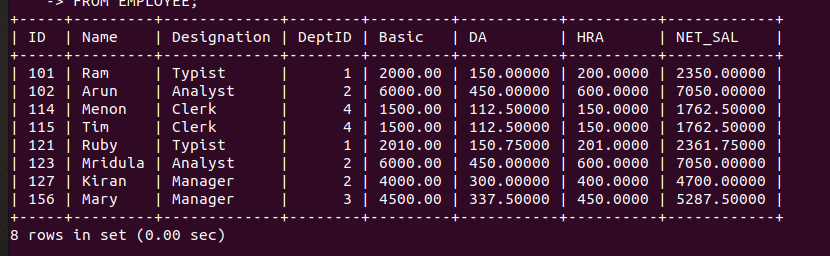 -> FROM EMPLOYEE;
+-----+---------+-------------+--------+---------+-----------+----------+------------+
| ID  | Name    | Designation | DeptID | Basic   | DA        | HRA      | NET_SAL    |
+-----+---------+-------------+--------+---------+-----------+----------+------------+
| 101 | Ram     | Typist      |      1 | 2000.00 | 150.00000 | 200.0000 | 2350.00000 |
| 102 | Arun    | Analyst     |      2 | 6000.00 | 450.00000 | 600.0000 | 7050.00000 |
| 114 | Menon   | Clerk       |      4 | 1500.00 | 112.50000 | 150.0000 | 1762.50000 |
| 115 | Tim     | Clerk       |      4 | 1500.00 | 112.50000 | 150.0000 | 1762.50000 |
| 121 | Ruby    | Typist      |      1 | 2010.00 | 150.75000 | 201.0000 | 2361.75000 |
| 123 | Mridula | Analyst     |      2 | 6000.00 | 450.00000 | 600.0000 | 7050.00000 |
| 127 | Kiran   | Manager     |      2 | 4000.00 | 300.00000 | 400.0000 | 4700.00000 |
| 156 | Mary    | Manager     |      3 | 4500.00 | 337.50000 | 450.0000 | 5287.50000 |
+-----+---------+-------------+--------+---------+-----------+----------+------------+
8 rows in set (0.00 sec)